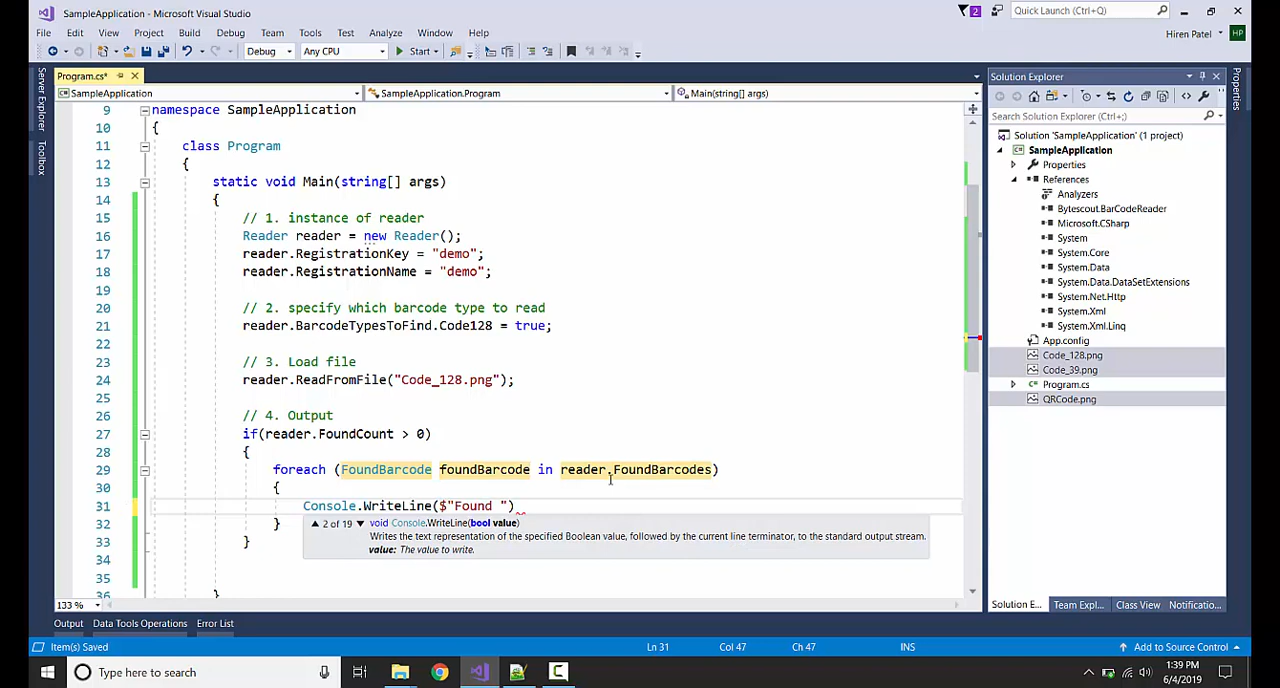 SampleApplication - Microsoft Visual Studio
2
Quick Launch (Ctrl+Q)
File Edit View Project Build Debug Team Tools Test Analyze Window Help
Hiren Patel HP
Debug Any CPU Start
Server Explorer
Toolbox
Program.cs*
SampleApplication SampleApplication.Program Main(string[] args)
9 namespace SampleApplication
10 {
11 class Program
12 {
13 static void Main(string[] args)
14 {
15 // 1. instance of reader
16 Reader reader = new Reader();
17 reader.RegistrationKey = "demo";
18 reader.RegistrationName = "demo";
19
20 // 2. specify which barcode type to read
21 reader.BarcodeTypesToFind.Code128 = true;
22
23 // 3. Load file
24 reader.ReadFromFile("Code_128.png");
25
26 // 4. Output
27 if(reader.FoundCount > 0)
28 {
29 foreach (FoundBarcode foundBarcode in reader.FoundBarcodes)
30 {
31 Console.WriteLine($"Found ")
32 }
2 of 19 void Console.WriteLine(bool value)
Writes the text representation of the specified Boolean value, followed by the current line terminator, to the standard output stream.
value: The value to write.
33 }
34
35
36 }
133 %
Solution Explorer
Search Solution Explorer (Ctrl+;)
Solution 'SampleApplication' (1 project)
SampleApplication
Properties
References
Analyzers
Bytescout.BarCodeReader
Microsoft.CSharp
System
System.Core
System.Data
System.Data.DataSetExtensions
System.Net.Http
System.Xml
System.Xml.Linq
App.config
Code_128.png
Code_39.png
Program.cs
QRCode.png
Solution E... Team Expl... Class View Notificatio...
Properties
Output Data Tools Operations Error List
Item(s) Saved Ln 31 Col 47 Ch 47 INS Add to Source Control
Type here to search
1:39 PM
6/4/2019